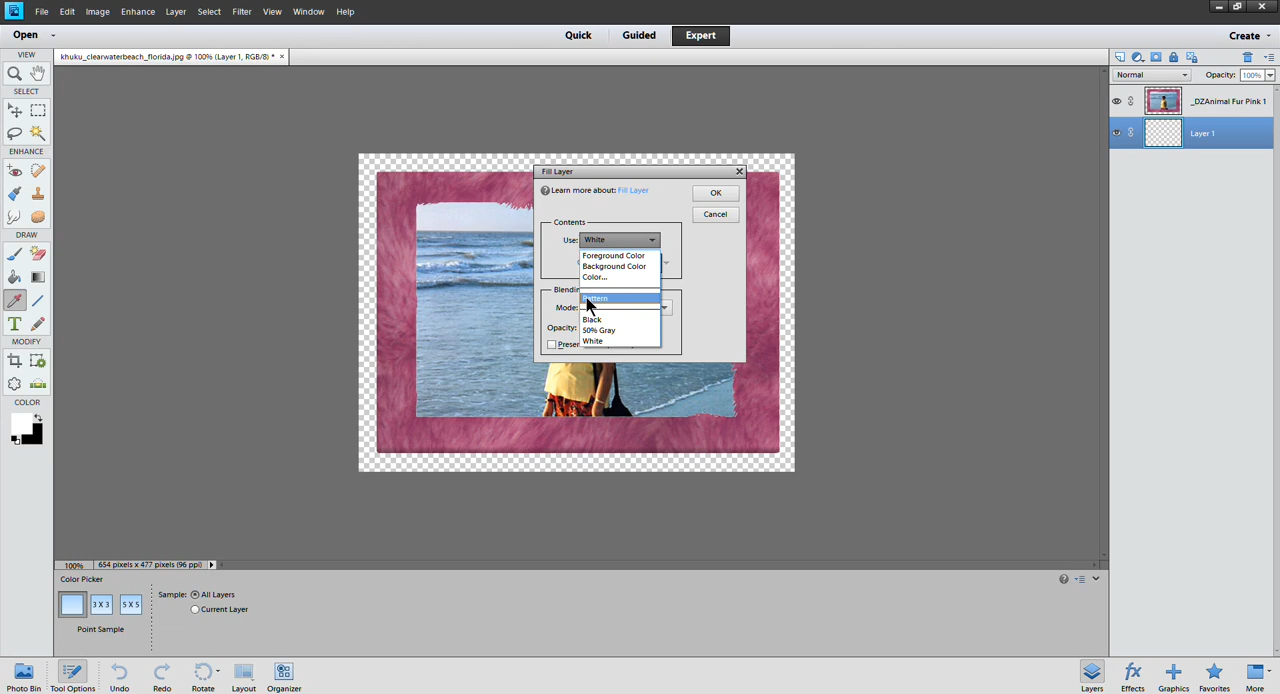 File Edit Image Enhance Layer Select Filter View Window Help
Open Quick Guided Expert Create
VIEW
khuku_clearwaterbeach_florida.jpg @ 100% (Layer 1, RGB/8) * ×
SELECT
ENHANCE
DRAW
MODIFY
COLOR
Normal Opacity: 100%
_DZAnimal Fur Pink 1
Layer 1
Fill Layer
Learn more about: Fill Layer
OK
Cancel
Contents
Use: White
Foreground Color
Background Color
Color...
Pattern
Black
50% Gray
White
Mode:
Opacity:
100% 654 pixels x 477 pixels (96 ppi)
Color Picker
3 X 3 5 X 5
Point Sample
Sample: All Layers
Current Layer
Photo Bin Tool Options Undo Redo Rotate Layout Organizer
Layers Effects Graphics Favorites More